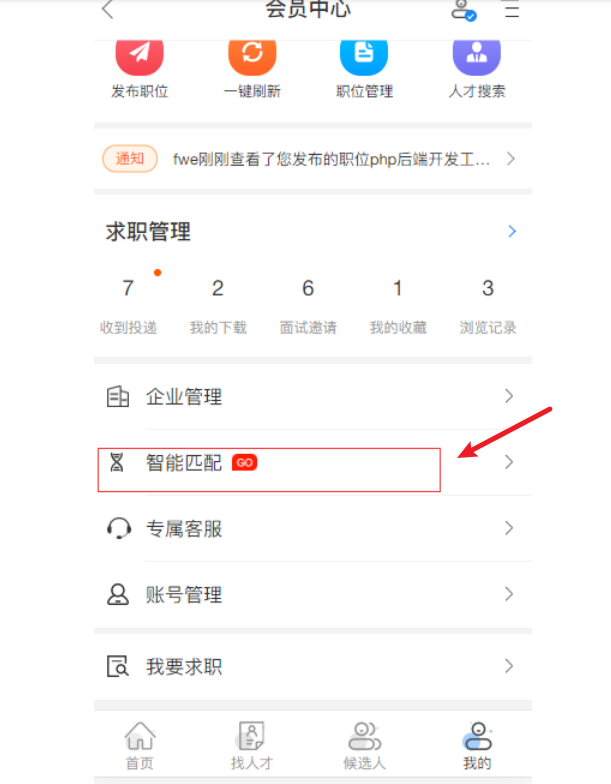 会员中心
发布职位 一键刷新 职位管理 人才搜索
通知 fwe刚刚查看了您发布的职位php后端开发工...
求职管理
7 2 6 1 3
收到投递 我的下载 面试邀请 我的收藏 浏览记录
企业管理
智能匹配 GO
专属客服
账号管理
我要求职
首页 找人才 候选人 我的